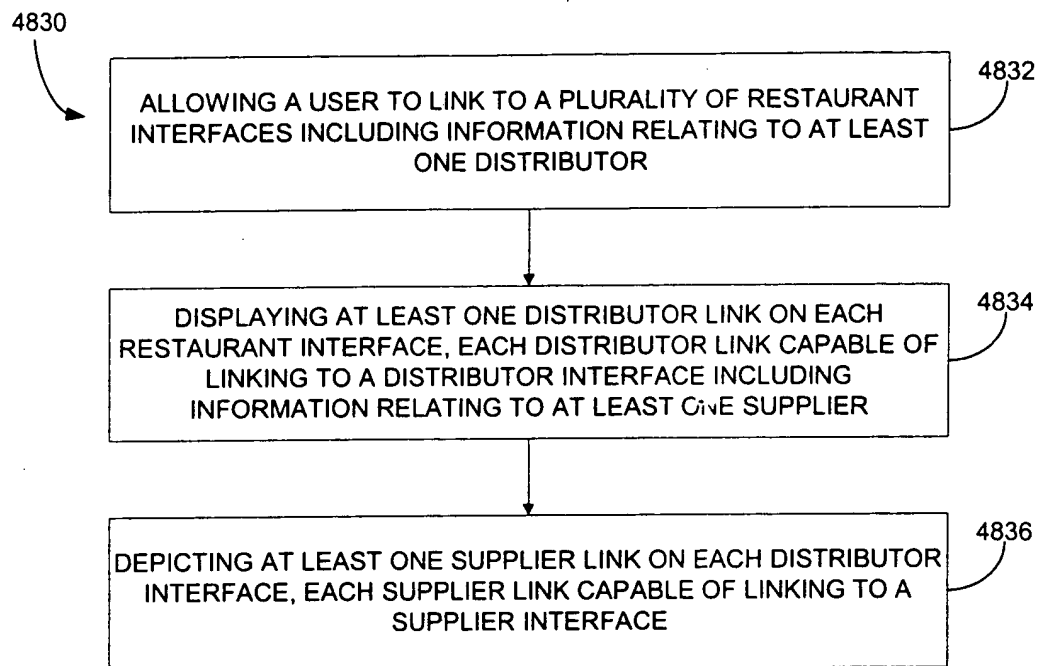 4830
4832
ALLOWING A USER TO LINK TO A PLURALITY OF RESTAURANT
INTERFACES INCLUDING INFORMATION RELATING TO AT LEAST
ONE DISTRIBUTOR
4834
DISPLAYING AT LEAST ONE DISTRIBUTOR LINK ON EACH
RESTAURANT INTERFACE, EACH DISTRIBUTOR LINK CAPABLE OF
LINKING TO A DISTRIBUTOR INTERFACE INCLUDING
INFORMATION RELATING TO AT LEAST ONE SUPPLIER
4836
DEPICTING AT LEAST ONE SUPPLIER LINK ON EACH DISTRIBUTOR
INTERFACE, EACH SUPPLIER LINK CAPABLE OF LINKING TO A
SUPPLIER INTERFACE